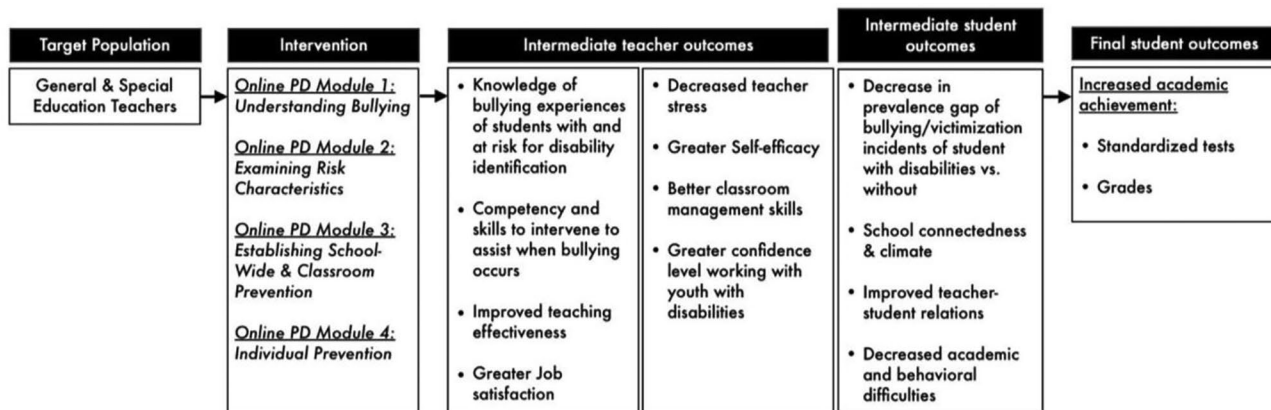 Target Population
General & Special
Education Teachers
Intervention
Online PD Module 1:
Understanding Bullying
Online PD Module 2:
Examining Risk
Characteristics
Online PD Module 3:
Establishing School-
Wide & Classroom
Prevention
Online PD Module 4:
Individual Prevention
Intermediate teacher outcomes
• Knowledge of
bullying experiences
of students with and
at risk for disability
identification
• Competency and
skills to intervene to
assist when bullying
occurs
• Improved teaching
effectiveness
• Greater Job
satisfaction
• Decreased teacher
stress
• Greater Self-efficacy
• Better classroom
management skills
• Greater confidence
level working with
youth with
disabilities
Intermediate student
outcomes
• Decrease in
prevalence gap of
bullying/victimization
incidents of student
with disabilities vs.
without
• School connectedness
& climate
• Improved teacher-
student relations
• Decreased academic
and behavioral
difficulties
Final student outcomes
Increased academic
achievement:
• Standardized tests
• Grades